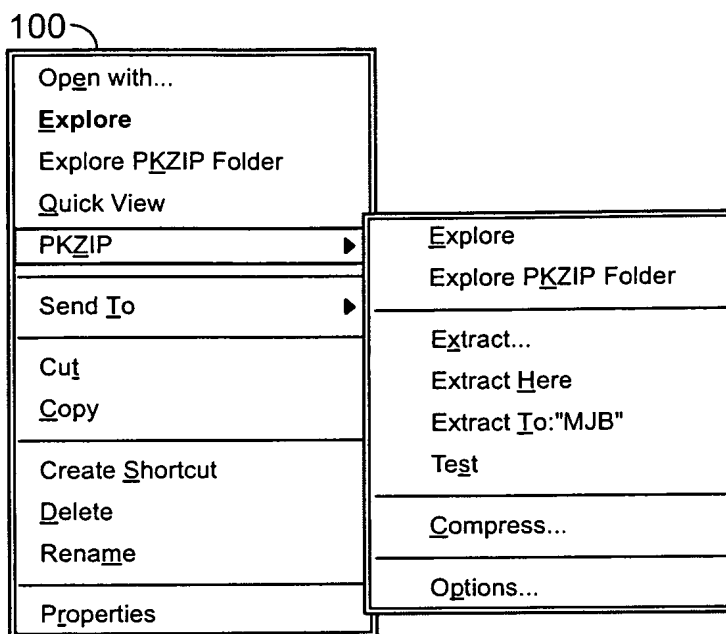 100
Open with...
Explore
Explore PKZIP Folder
Quick View
PKZIP
Send To
Cut
Copy
Create Shortcut
Delete
Rename
Properties
Explore
Explore PKZIP Folder
Extract...
Extract Here
Extract To:"MJB"
Test
Compress...
Options...